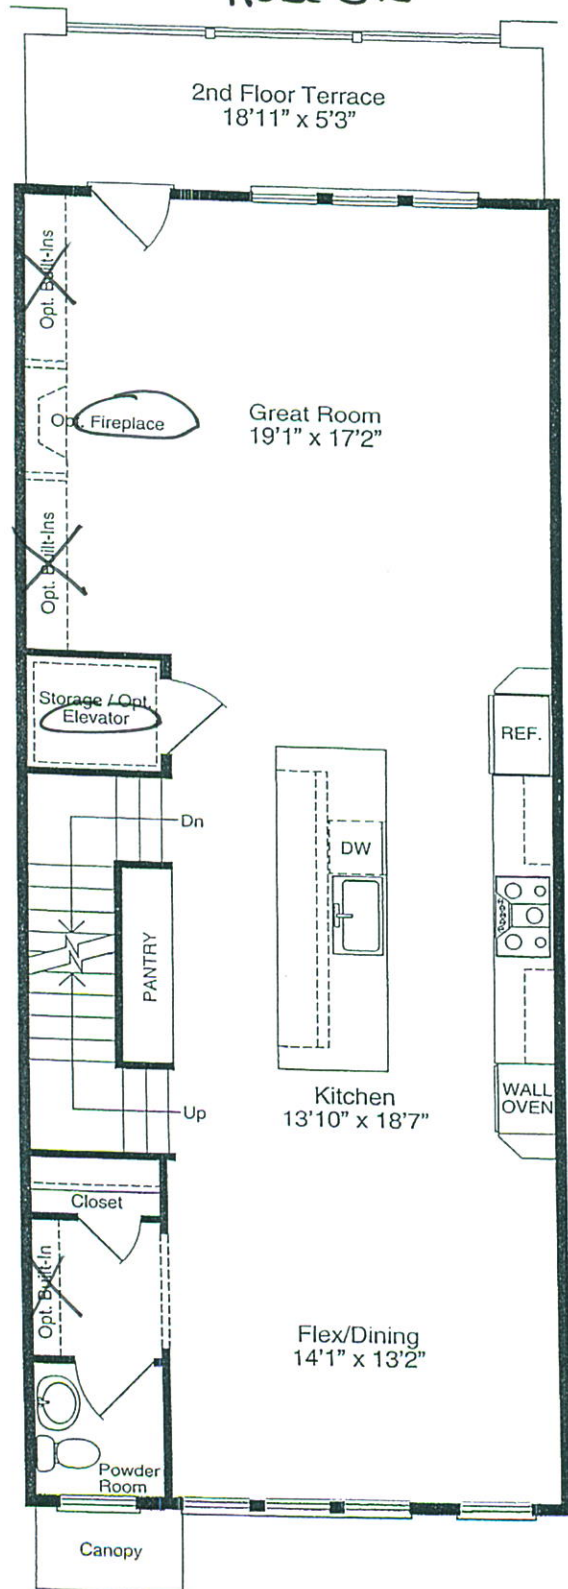 2nd Floor Terrace
18'11" x 5'3"
Opt. Built-Ins
Opt. Fireplace
Great Room
19'1" x 17'2"
Opt. Built-Ins
Storage / Opt.
Elevator
REF.
Dn
DW
PANTRY
Kitchen
13'10" x 18'7"
WALL
OVEN
Up
Closet
Opt. Built-In
Flex/Dining
14'1" x 13'2"
Powder
Room
Canopy